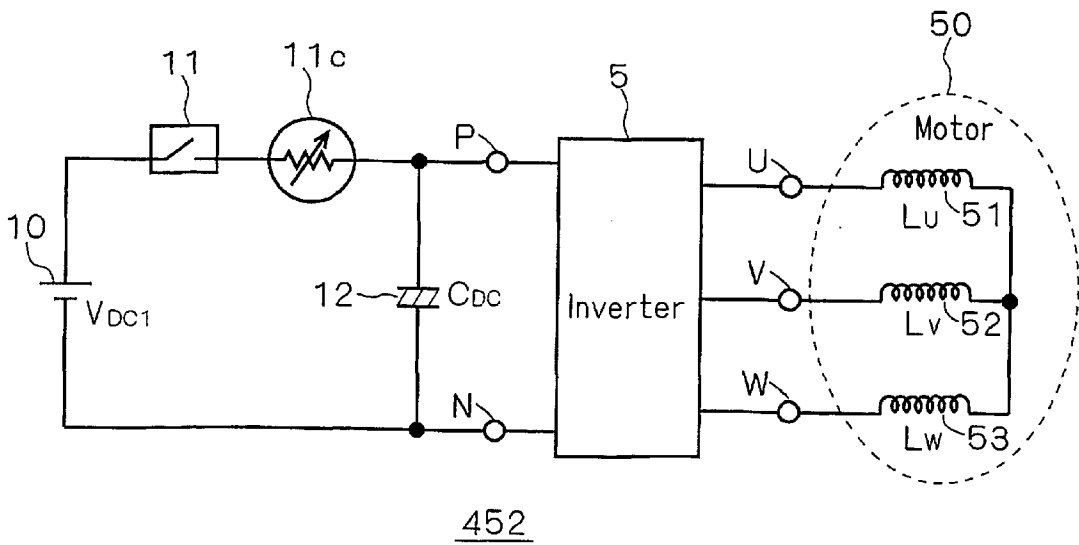 50
11
11c
5
Motor
P
U
Lu 51
10
VDC1
12
CDC
Inverter
V
Lv 52
N
W
Lw 53
452